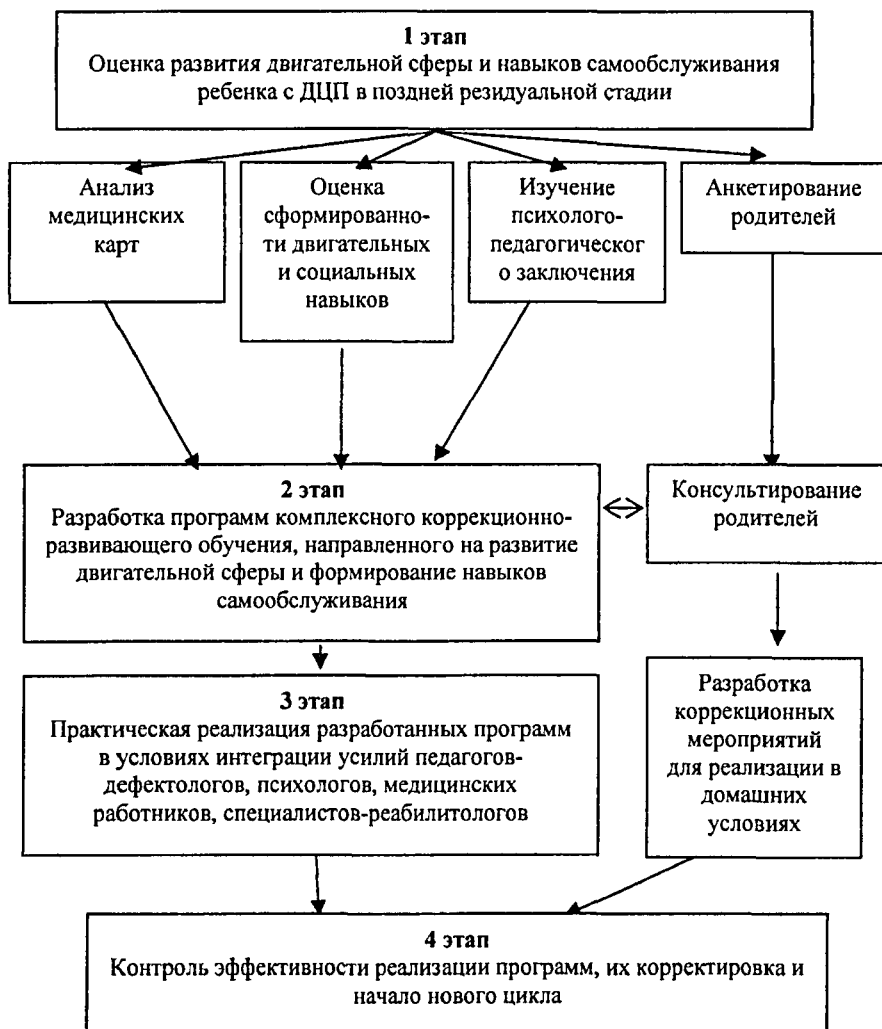 1 этап
Оценка развития двигательной сферы и навыков самообслуживания
ребенка с ДЦП в поздней резидуальной стадии
Анализ
медицинских
карт
Оценка
сформированно-
ти двигательных
и социальных
навыков
Изучение
психолого-
педагогическог
о заключения
Анкетирование
родителей
2 этап
Разработка программ комплексного коррекционно-
развивающего обучения, направленного на развитие
двигательной сферы и формирование навыков
самообслуживания
Консультирование
родителей
3 этап
Практическая реализация разработанных программ
в условиях интеграции усилий педагогов-
дефектологов, психологов, медицинских
работников, специалистов-реабилитологов
Разработка
коррекционных
мероприятий
для реализации в
домашних
условиях
4 этап
Контроль эффективности реализации программ, их корректировка и
начало нового цикла